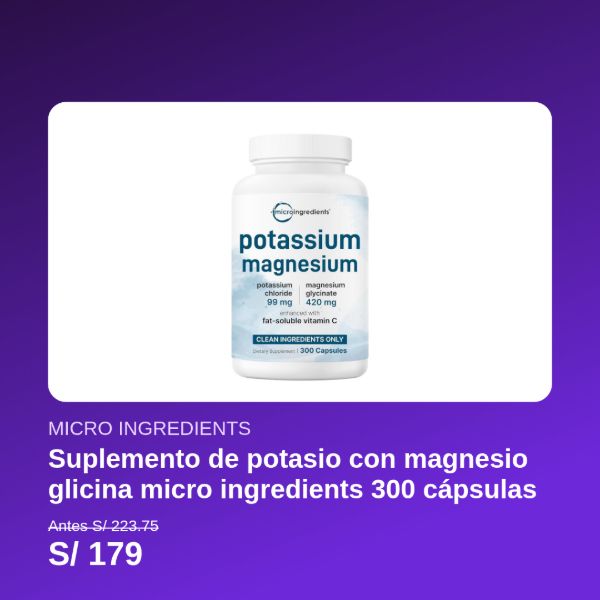 microingredients
potassium
magnesium
potassium chloride 99 mg
magnesium glycinate 420 mg
enhanced with
fat-soluble vitamin C
CLEAN INGREDIENTS ONLY
Dietary Supplement | 300 Capsules
MICRO INGREDIENTS
Suplemento de potasio con magnesio
glicina micro ingredients 300 cápsulas
Antes S/ 223.75
S/ 179